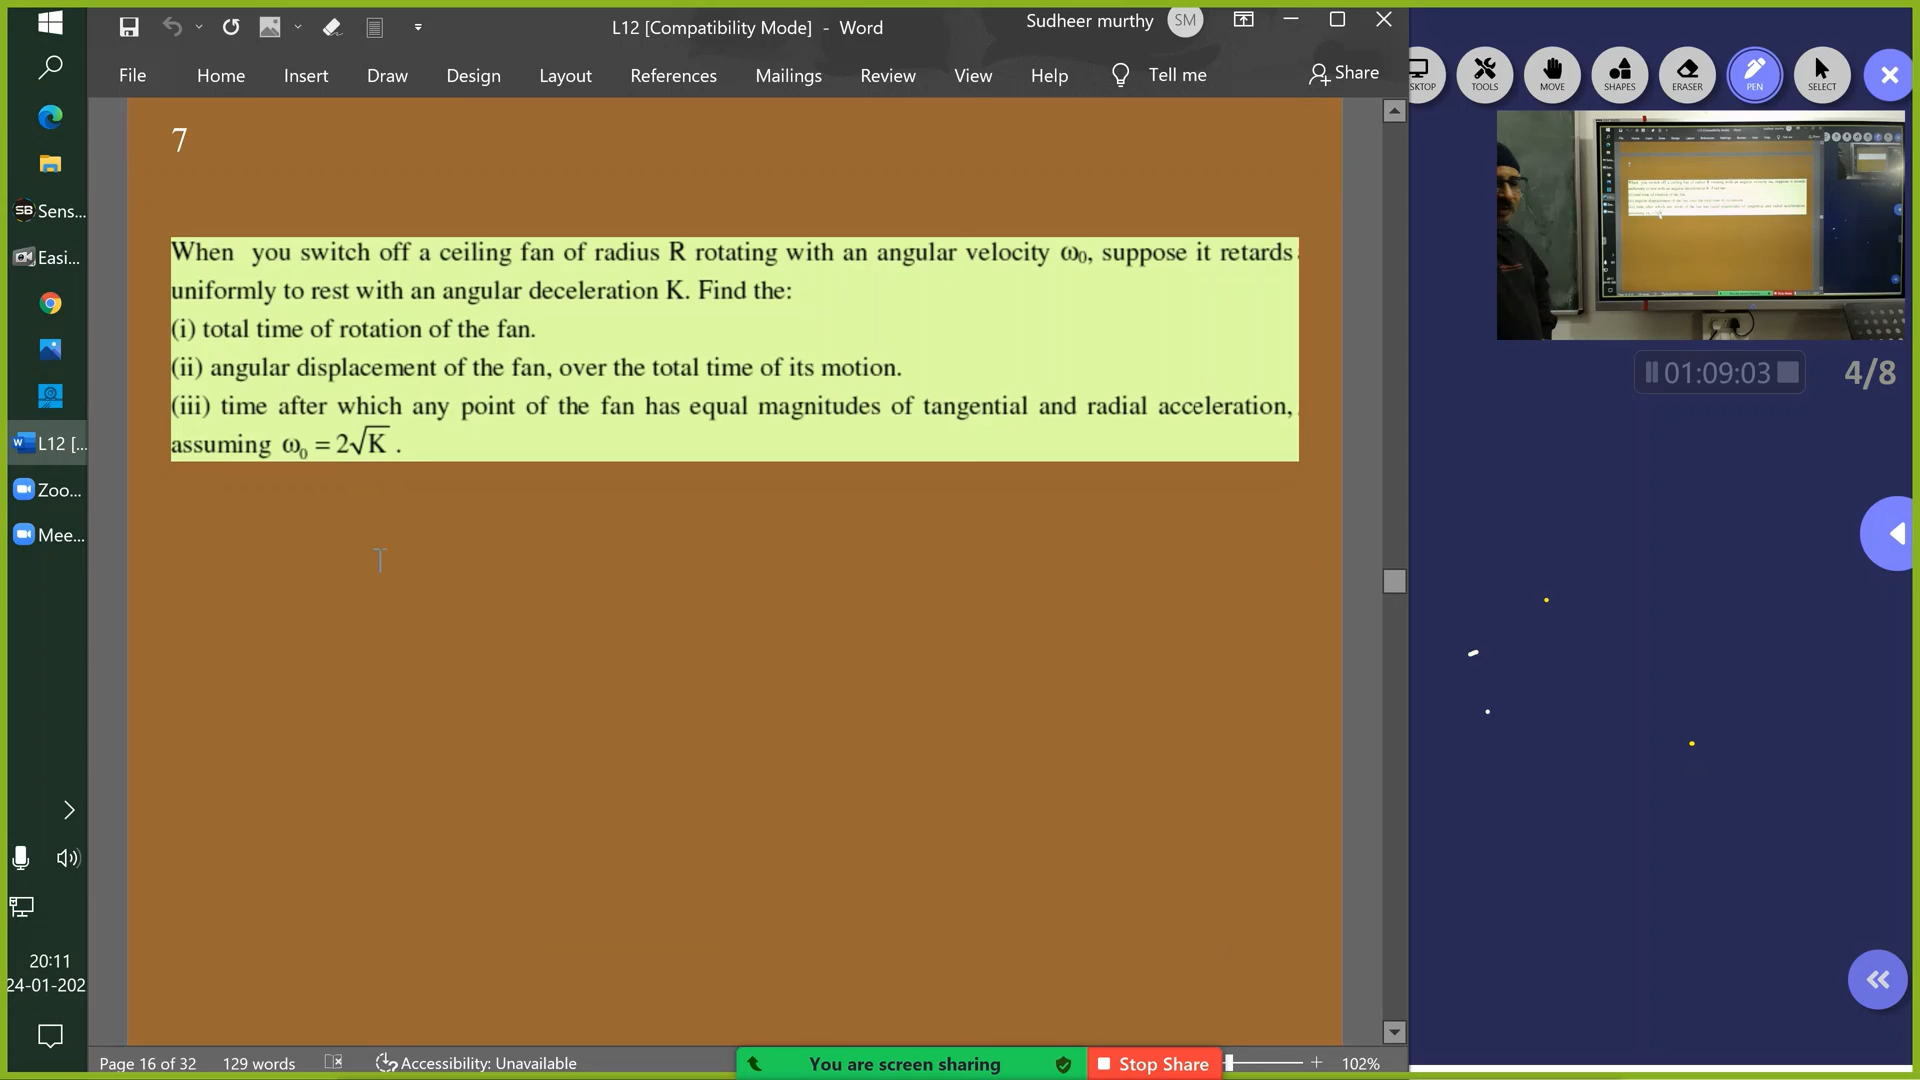 L12 [Compatibility Mode] - Word
Sudheer murthy
SM
File Home Insert Draw Design Layout References Mailings Review View Help Tell me Share
SKTOP TOOLS MOVE SHAPES ERASER PEN SELECT
7
When you switch off a ceiling fan of radius R rotating with an angular velocity ω₀, suppose it retards
uniformly to rest with an angular deceleration K. Find the:
(i) total time of rotation of the fan.
(ii) angular displacement of the fan, over the total time of its motion.
(iii) time after which any point of the fan has equal magnitudes of tangential and radial acceleration,
assuming ω₀ = 2√K .
01:09:03
4/8
SB Sens...
Easi...
W L12 [...
Zoo...
Mee...
20:11
24-01-202
Page 16 of 32 129 words Accessibility: Unavailable
You are screen sharing
Stop Share
102%